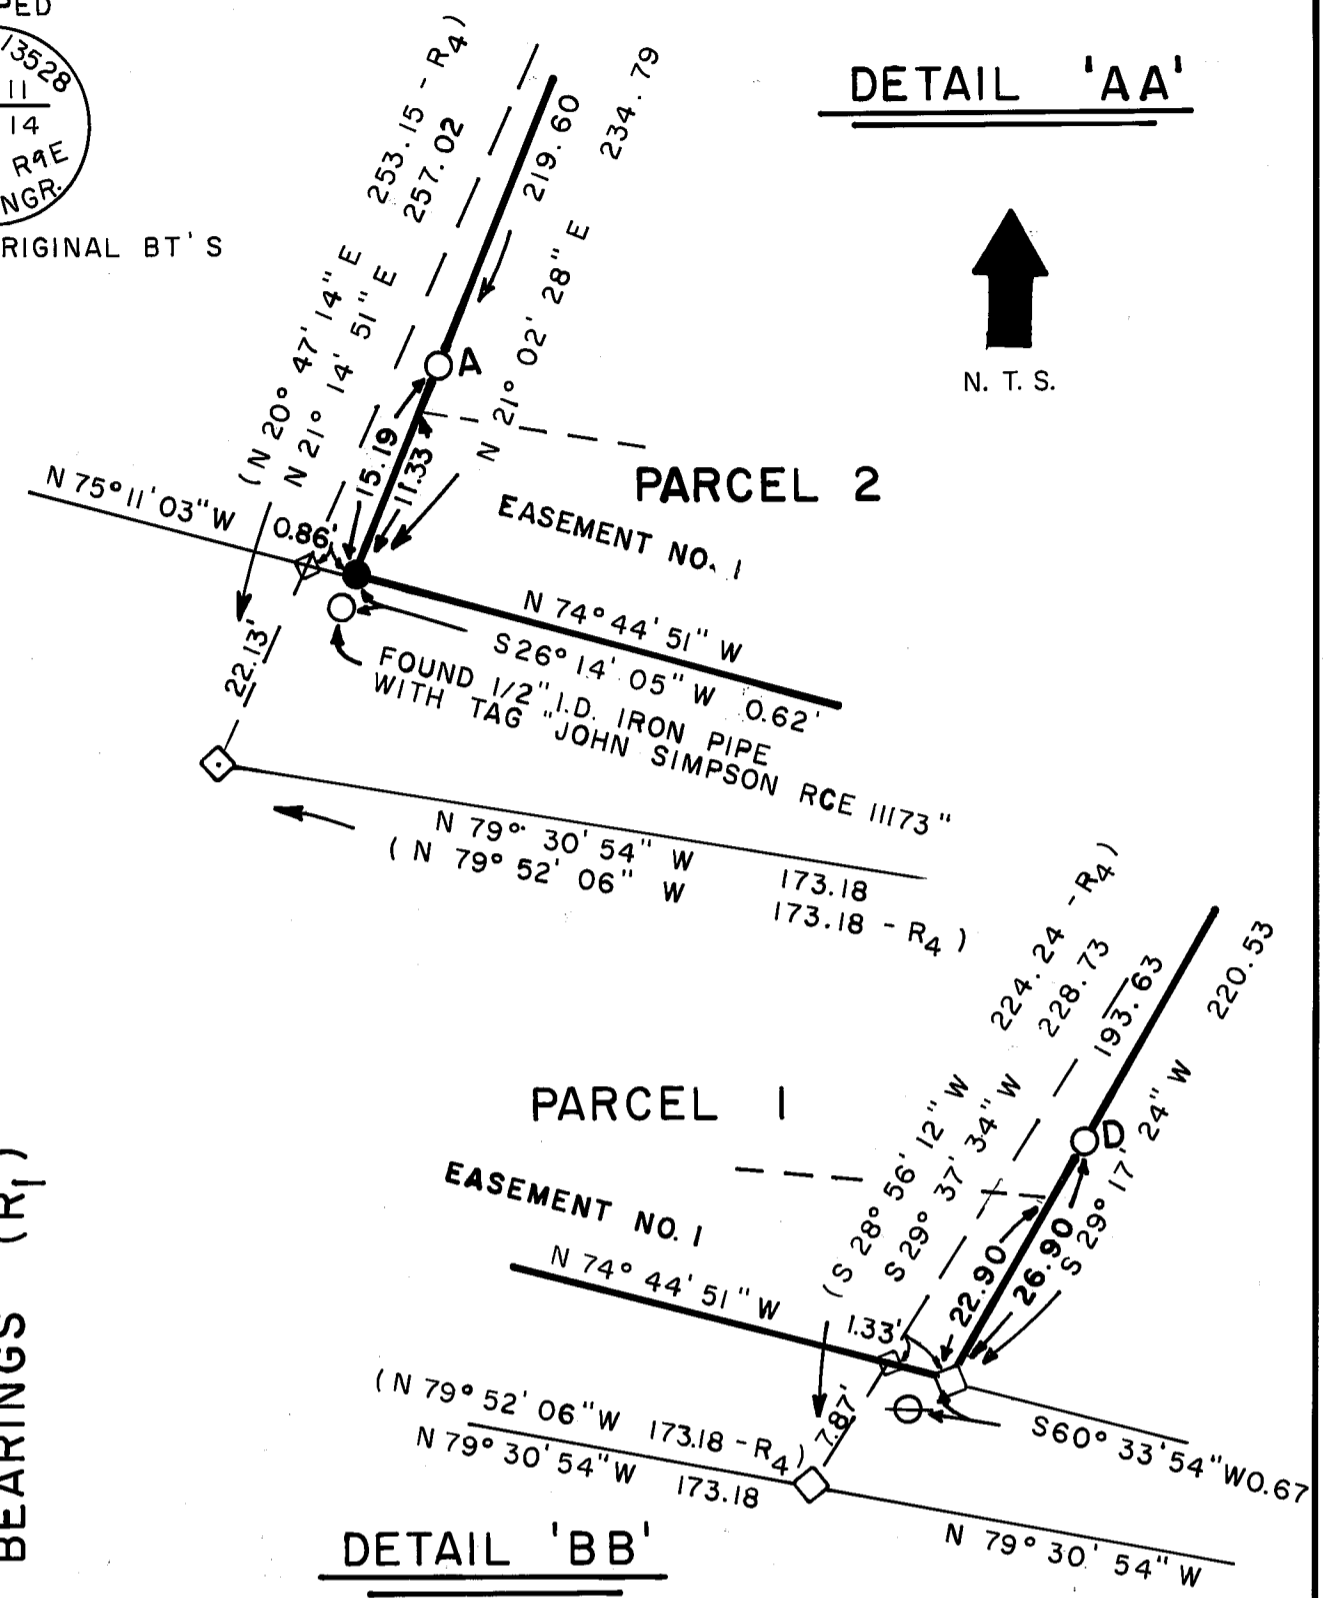 13528
11
14
R9E
NGR.
RIGINAL BT'S
DETAIL 'AA'
N. T. S.
(N 20° 47' 14" E 253.15 - R4)
N 21° 14' 51" E 257.02
219.60
N 21° 02' 28" E 234.79
A
15.19
11.33
N 75° 11' 03" W
0.86'
PARCEL 2
EASEMENT NO. 1
N 74° 44' 51" W
S 26° 14' 05" W 0.62'
FOUND 1/2" I.D. IRON PIPE
WITH TAG "JOHN SIMPSON RCE 11173"
22.13'
N 79° 30' 54" W 173.18
(N 79° 52' 06" W 173.18 - R4)
(S 28° 56' 12" W 224.24 - R4)
S 29° 37' 34" W 228.73
193.63
S 29° 17' 24" W 220.53
D
22.90
26.90
PARCEL 1
EASEMENT NO. 1
N 74° 44' 51" W
1.33'
7.87'
(N 79° 52' 06" W 173.18 - R4)
N 79° 30' 54" W 173.18
S60° 33' 54" W0.67
N 79° 30' 54" W
DETAIL 'BB'
BEARINGS (R1)